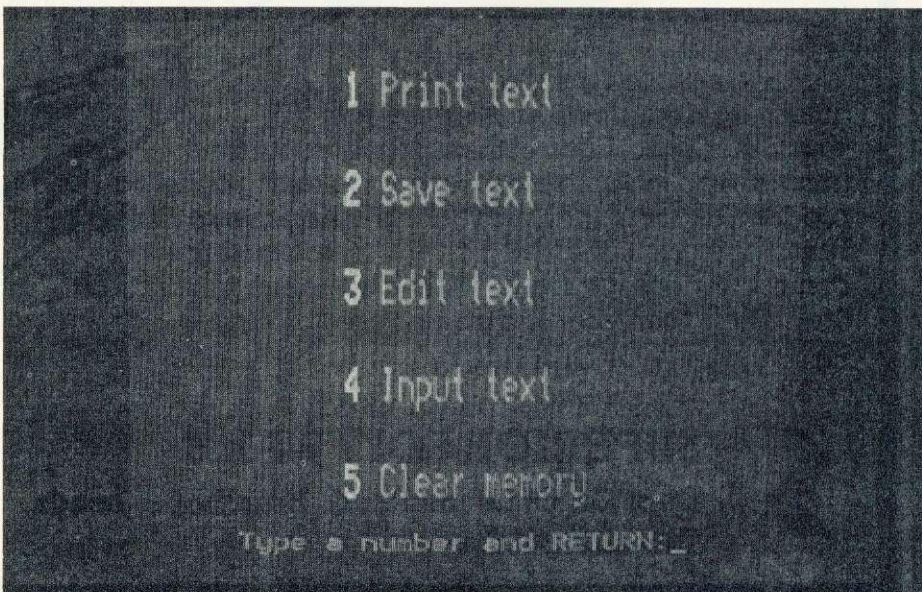 1 Print text
2 Save text
3 Edit text
4 Input text
5 Clear memory
Type a number and RETURN:_